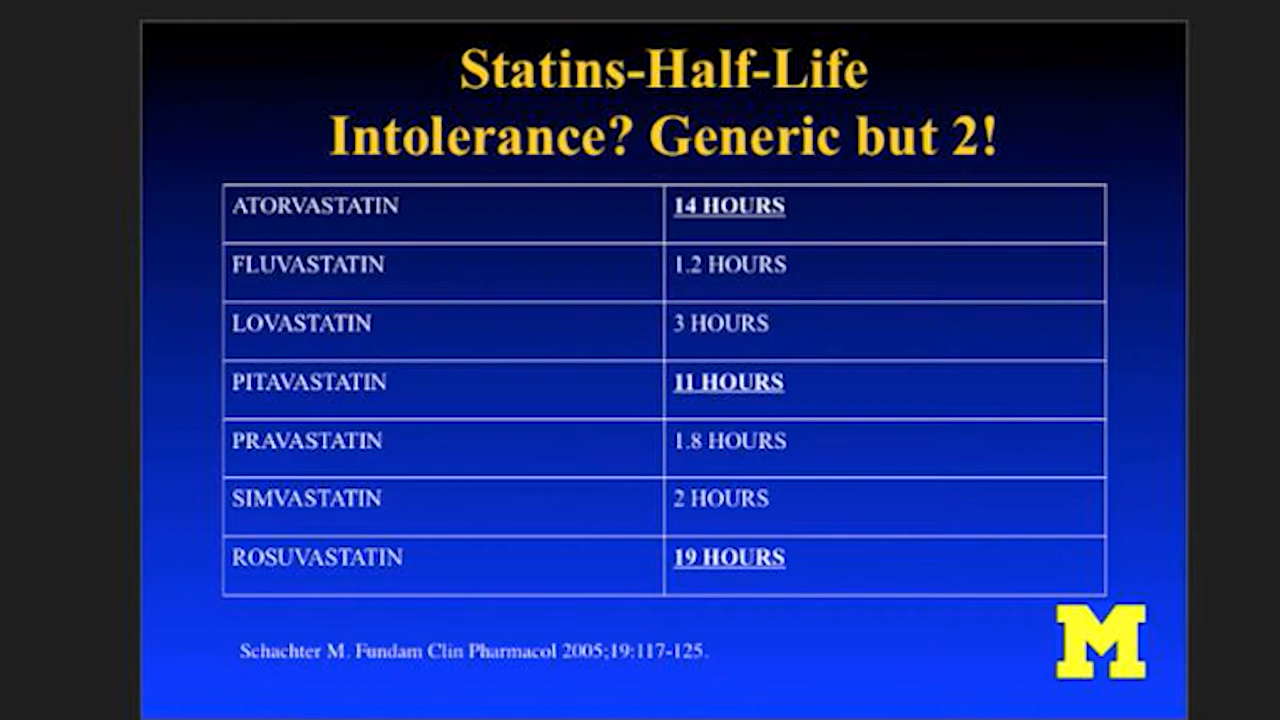 Statins-Half-Life
Intolerance? Generic but 2!
ATORVASTATIN 14 HOURS
FLUVASTATIN 1.2 HOURS
LOVASTATIN 3 HOURS
PITAVASTATIN 11 HOURS
PRAVASTATIN 1.8 HOURS
SIMVASTATIN 2 HOURS
ROSUVASTATIN 19 HOURS
M
Schachter M. Fundam Clin Pharmacol 2005;19:117-125.